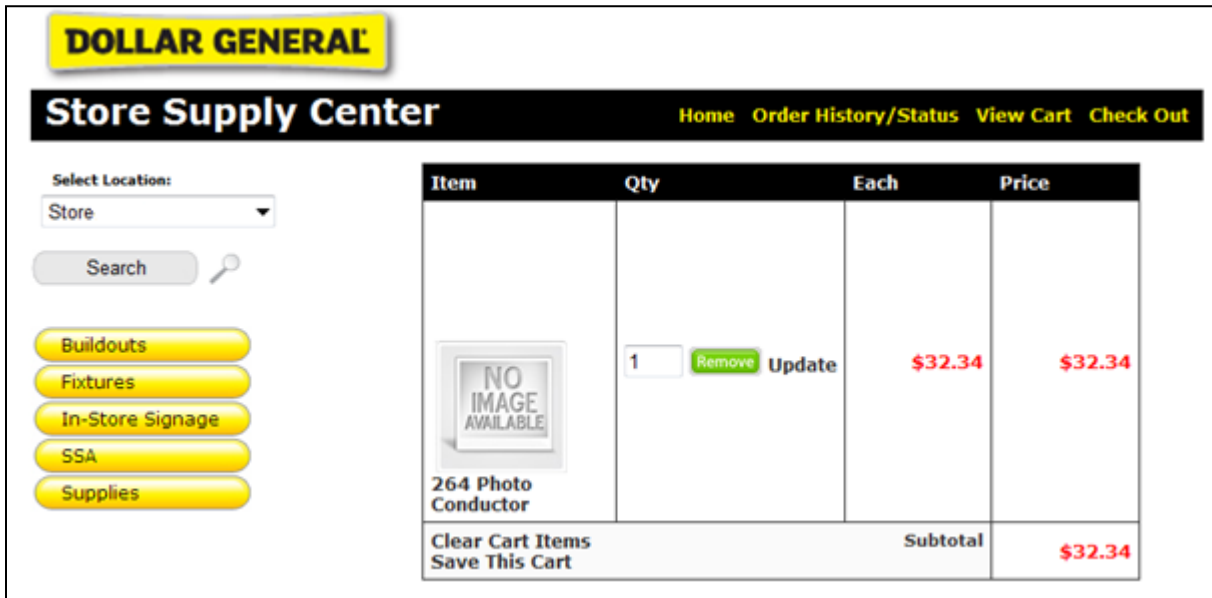 DOLLAR GENERAL
Store Supply Center
Home Order History/Status View Cart Check Out
Select Location:
Store
Search
Buildouts
Fixtures
In-Store Signage
SSA
Supplies
Item Qty Each Price
NO
IMAGE
AVAILABLE
264 Photo
Conductor
1 Remove Update $32.34 $32.34
Clear Cart Items
Save This Cart
Subtotal $32.34